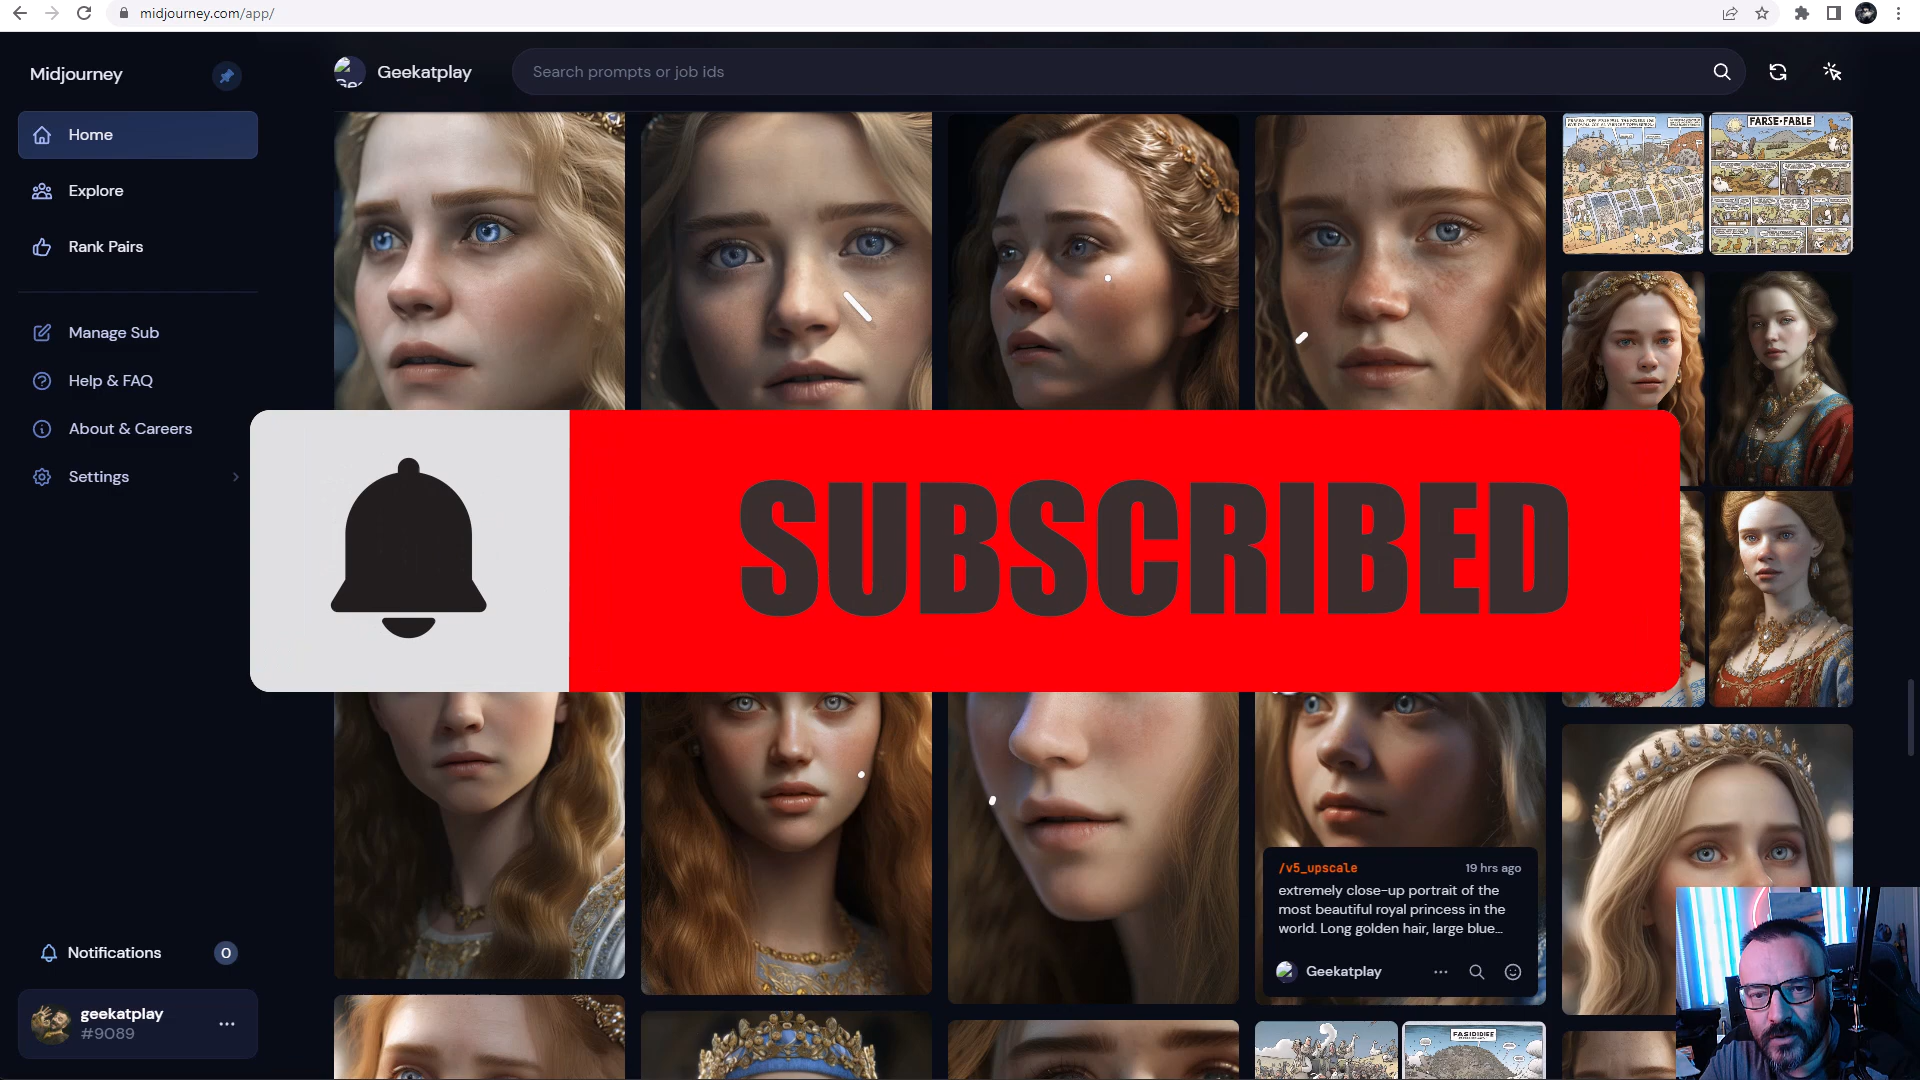 midjourney.com/app/
Midjourney
Geekatplay
Search prompts or job ids
Home
Explore
Rank Pairs
Manage Sub
Help & FAQ
About & Careers
Settings
FARSE•FABLE
SUBSCRIBED
/v5_upscale
19 hrs ago
extremely close-up portrait of the
most beautiful royal princess in the
world. Long golden hair, large blue...
Geekatplay
Notifications
0
geekatplay
#9089
FASIDIDIEE